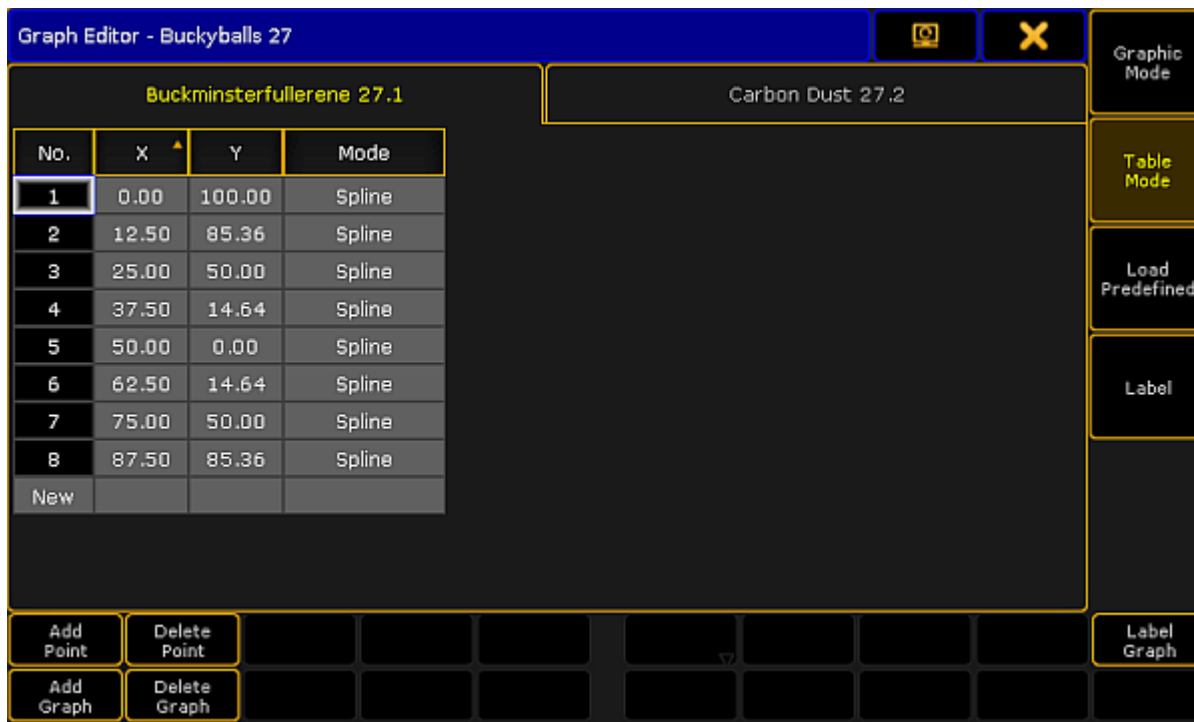 Graph Editor - Buckyballs 27
Graphic
Mode
Buckminsterfullerene 27.1
Carbon Dust 27.2
No. X Y Mode
1 0.00 100.00 Spline
2 12.50 85.36 Spline
3 25.00 50.00 Spline
4 37.50 14.64 Spline
5 50.00 0.00 Spline
6 62.50 14.64 Spline
7 75.00 50.00 Spline
8 87.50 85.36 Spline
New
Table
Mode
Load
Predefined
Label
Add
Point
Delete
Point
Label
Graph
Add
Graph
Delete
Graph